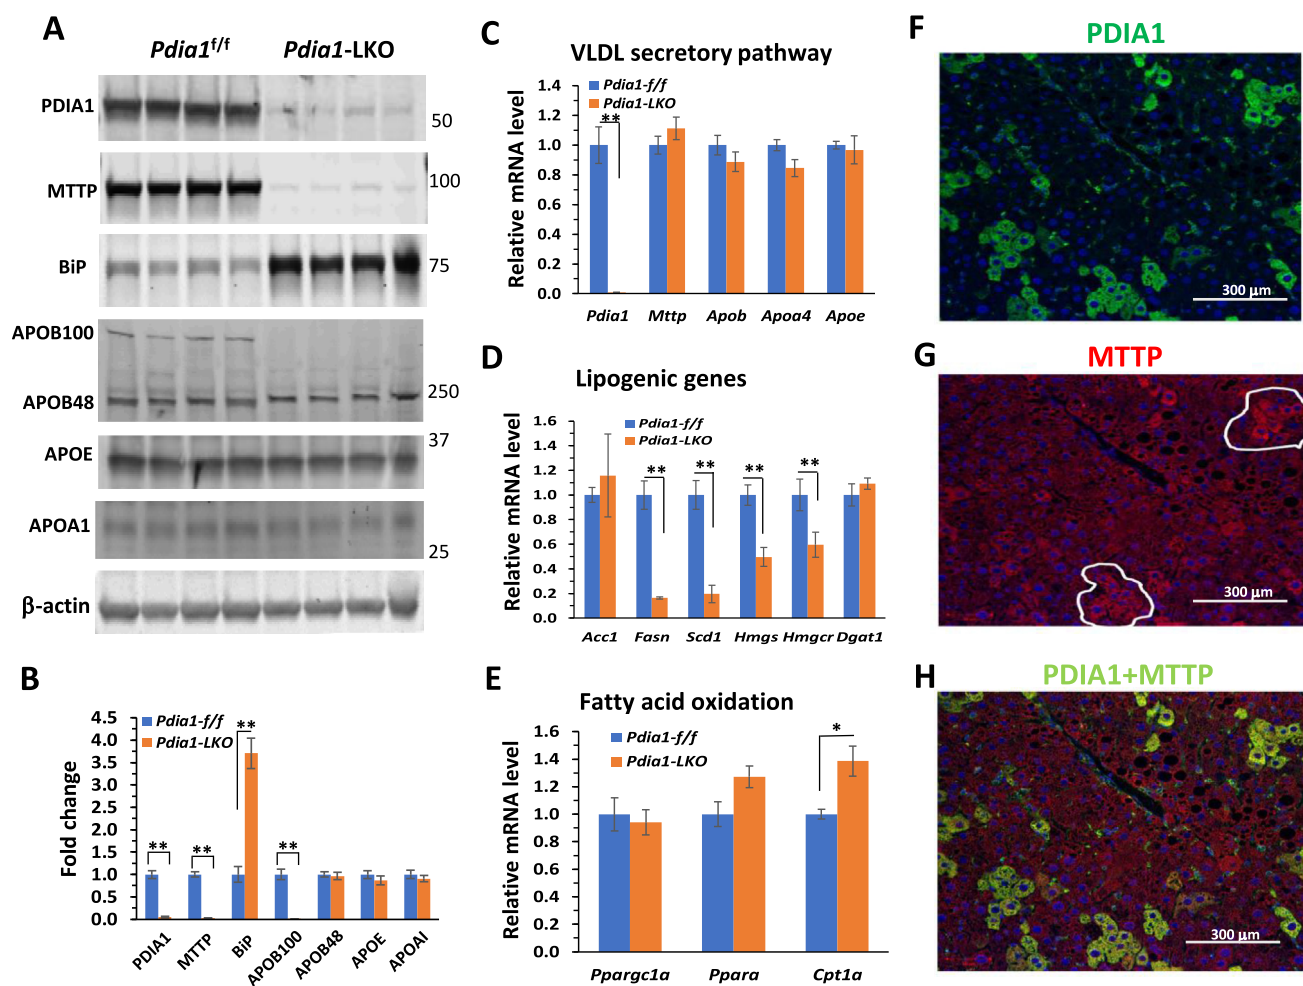 A
Pdia1f/f
Pdia1-LKO
PDIA1
50
MTTP
100
BiP
75
APOB100
APOB48
250
APOE
37
APOA1
25
β-actin
B
Fold change
4.5
4.0
3.5
3.0
2.5
2.0
1.5
1.0
0.5
0.0
Pdia1-f/f
Pdia1-LKO
**
**
**
**
PDIA1
MTTP
BiP
APOB100
APOB48
APOE
APOAI
C
VLDL secretory pathway
Relative mRNA level
1.4
1.2
1.0
0.8
0.6
0.4
0.2
0.0
Pdia1-f/f
Pdia1-LKO
**
Pdia1 Mttp Apob Apoa4 Apoe
D
Lipogenic genes
Relative mRNA level
1.6
1.4
1.2
1.0
0.8
0.6
0.4
0.2
0
Pdia1-f/f
Pdia1-LKO
** ** ** **
Acc1 Fasn Scd1 Hmgs Hmgcr Dgat1
E
Fatty acid oxidation
Relative mRNA level
1.6
1.4
1.2
1.0
0.8
0.6
0.4
0.2
0.0
Pdia1-f/f
Pdia1-LKO
*
Ppargc1a Ppara Cpt1a
F
PDIA1
300 µm
G
MTTP
300 µm
H
PDIA1+MTTP
300 µm